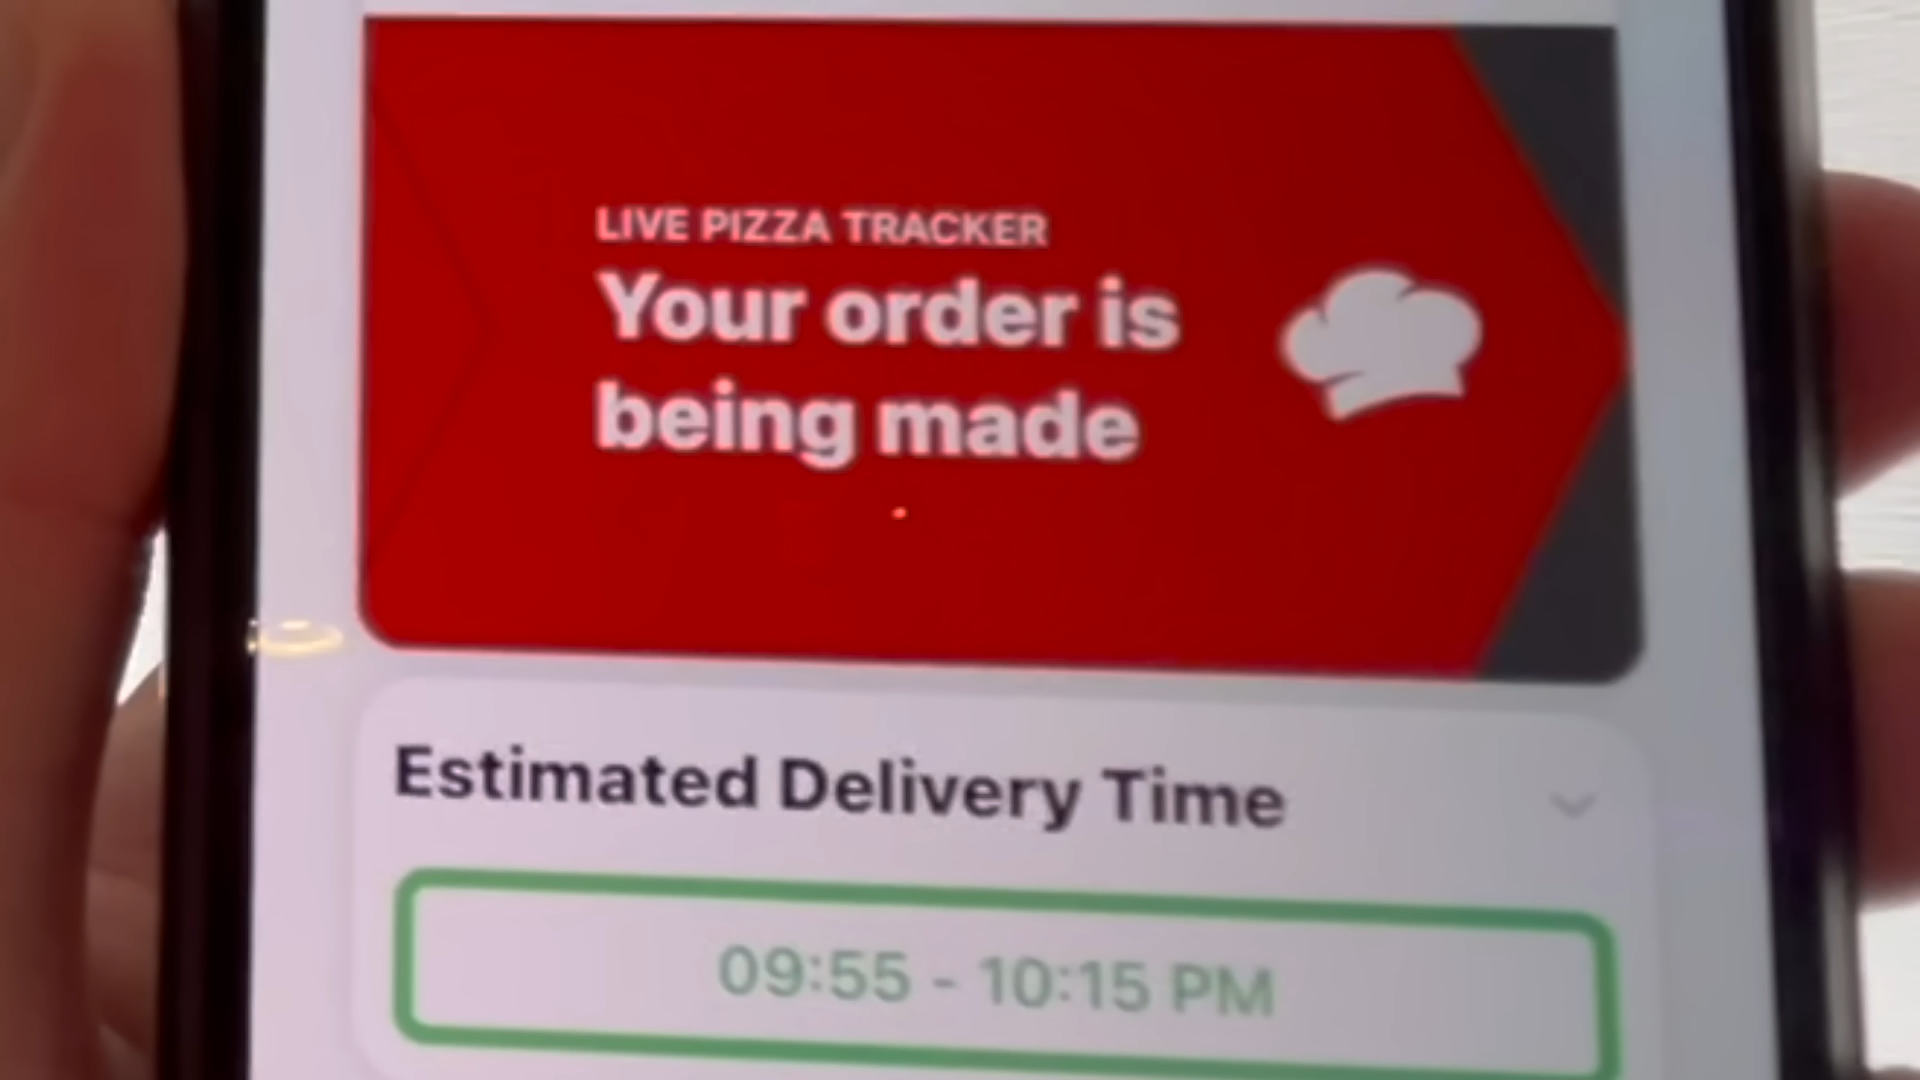 LIVE PIZZA TRACKER
Your order is
being made
Estimated Delivery Time
09:55 - 10:15 PM